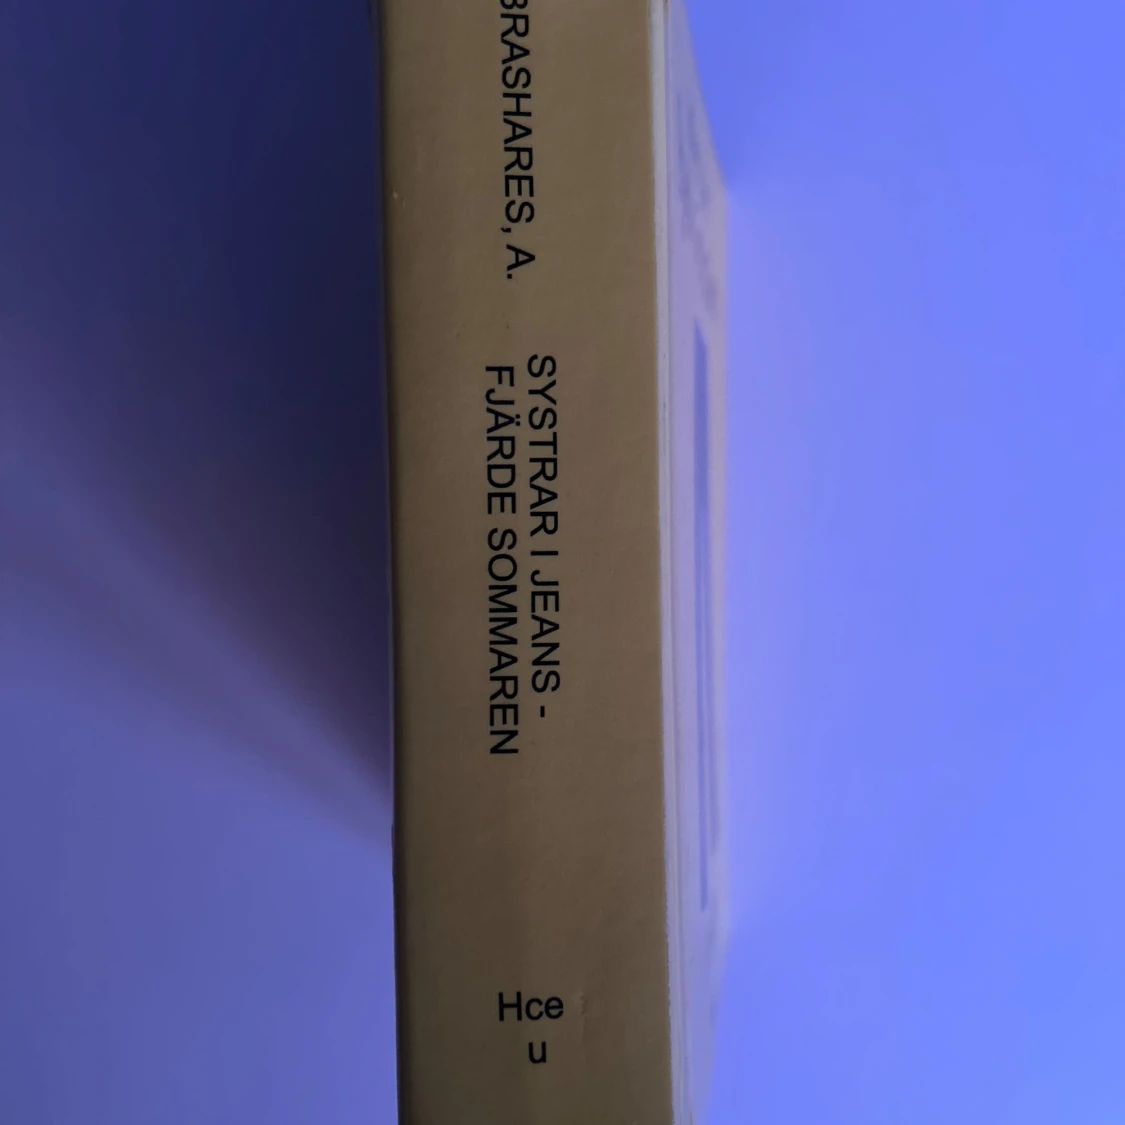 BRASHARES, A.
SYSTRAR I JEANS -
FJÄRDE SOMMAREN
Hce
u